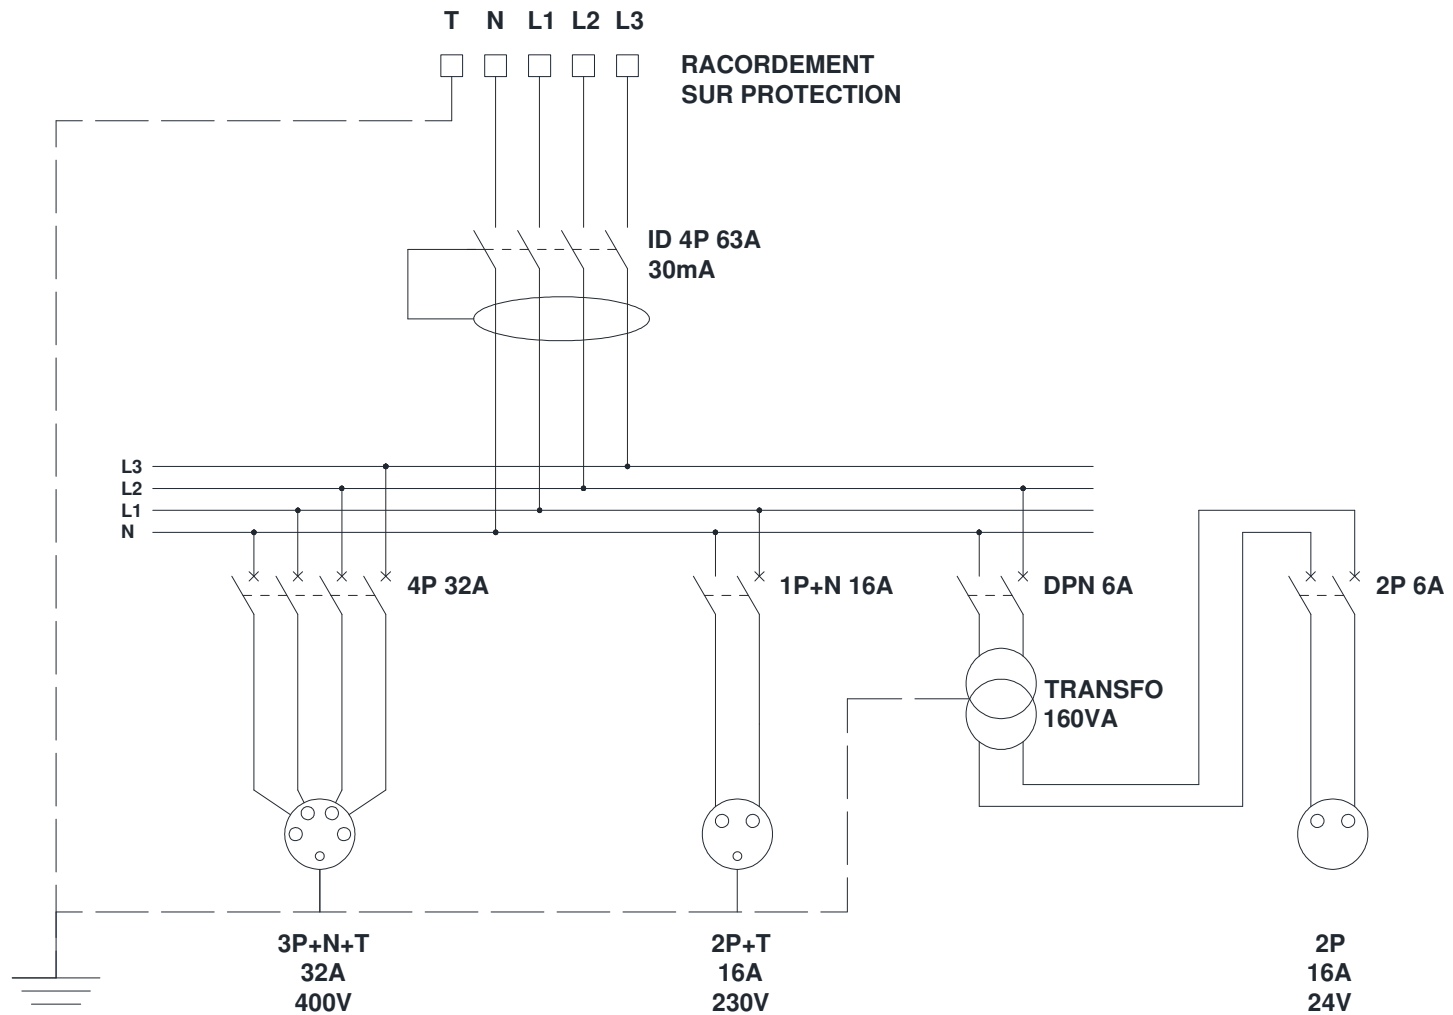 T N L1 L2 L3
RACORDEMENT
SUR PROTECTION
ID 4P 63A
30mA
L3
L2
L1
N
4P 32A
1P+N 16A
DPN 6A
2P 6A
TRANSFO
160VA
3P+N+T
32A
400V
2P+T
16A
230V
2P
16A
24V